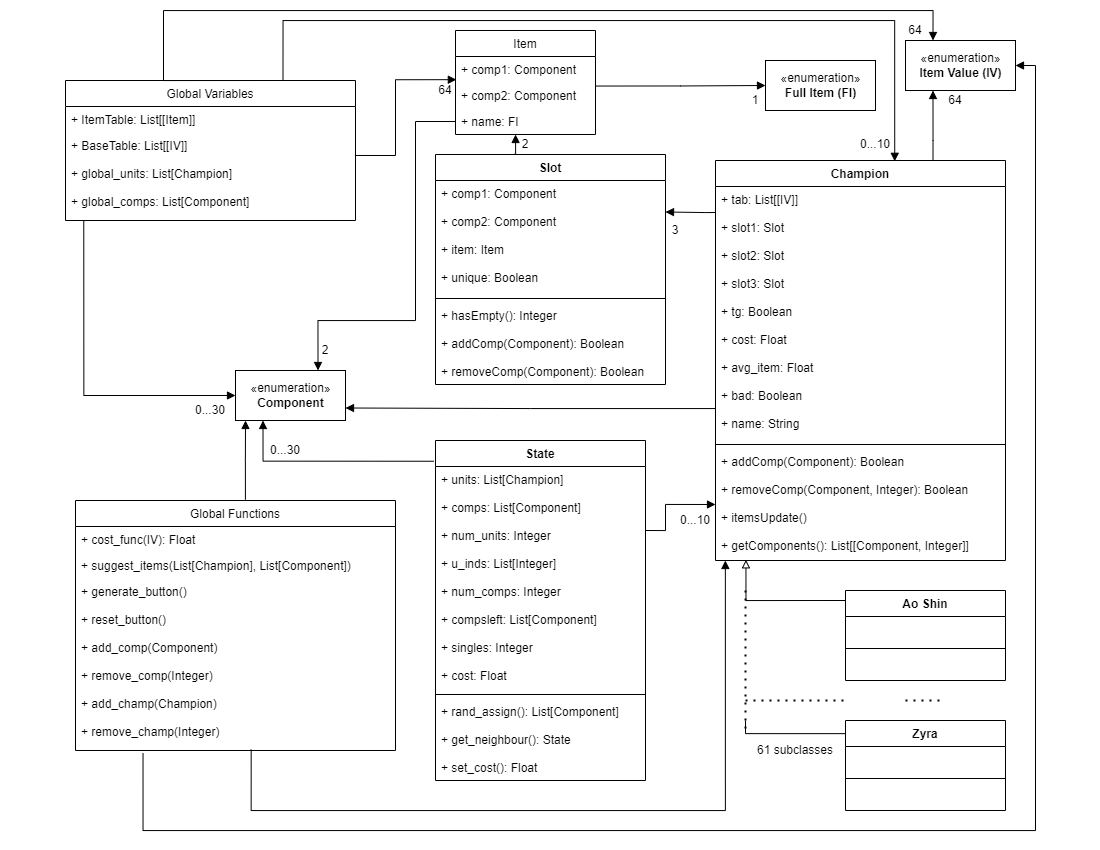 Global Variables
+ ItemTable: List[[Item]]
+ BaseTable: List[[IV]]
+ global_units: List[Champion]
+ global_comps: List[Component]
64
Item
+ comp1: Component
+ comp2: Component
+ name: FI
1
«enumeration»
Full Item (FI)
64
«enumeration»
Item Value (IV)
64
0...10
2
Slot
+ comp1: Component
+ comp2: Component
+ item: Item
+ unique: Boolean
+ hasEmpty(): Integer
+ addComp(Component): Boolean
+ removeComp(Component): Boolean
3
Champion
+ tab: List[[IV]]
+ slot1: Slot
+ slot2: Slot
+ slot3: Slot
+ tg: Boolean
+ cost: Float
+ avg_item: Float
+ bad: Boolean
+ name: String
+ addComp(Component): Boolean
+ removeComp(Component, Integer): Boolean
+ itemsUpdate()
+ getComponents(): List[[Component, Integer]]
2
«enumeration»
Component
0...30
0...30
State
+ units: List[Champion]
+ comps: List[Component]
+ num_units: Integer
+ u_inds: List[Integer]
+ num_comps: Integer
+ compsleft: List[Component]
+ singles: Integer
+ cost: Float
+ rand_assign(): List[Component]
+ get_neighbour(): State
+ set_cost(): Float
0...10
Global Functions
+ cost_func(IV): Float
+ suggest_items(List[Champion], List[Component])
+ generate_button()
+ reset_button()
+ add_comp(Component)
+ remove_comp(Integer)
+ add_champ(Champion)
+ remove_champ(Integer)
Ao Shin
Zyra
61 subclasses